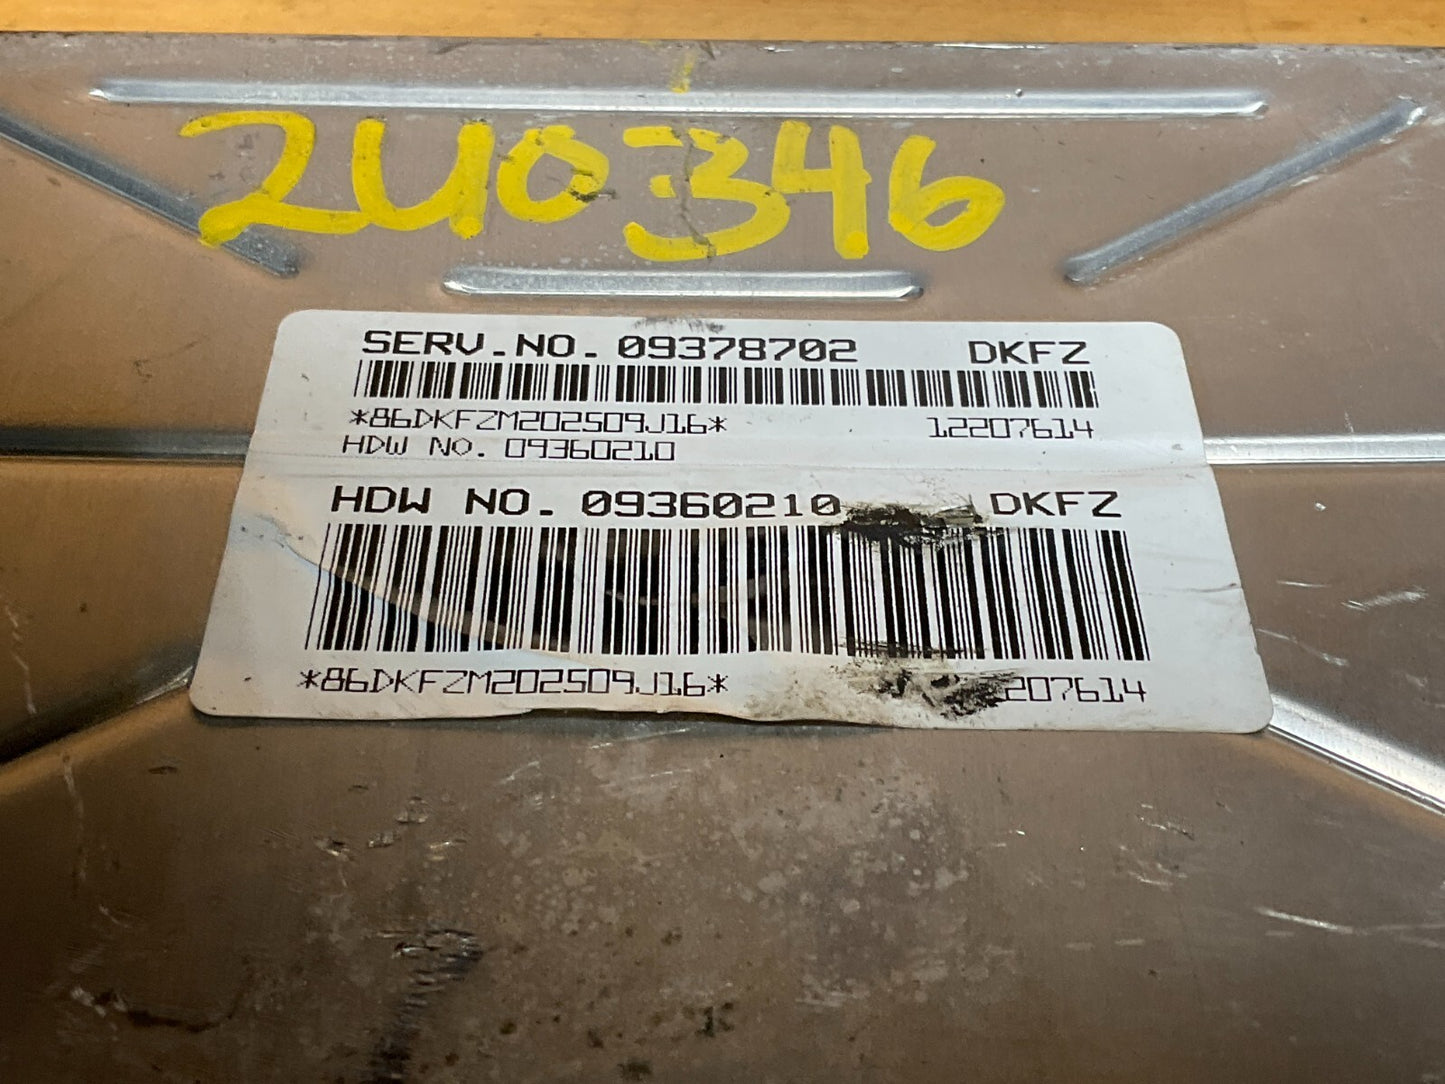 2U0346
SERV.NO. 09378702 DKFZ
*86DKFZM202509J16* 12207614
HDW NO. 09360210
HDW NO. 09360210 DKFZ
*86DKFZM202509J16* 207614